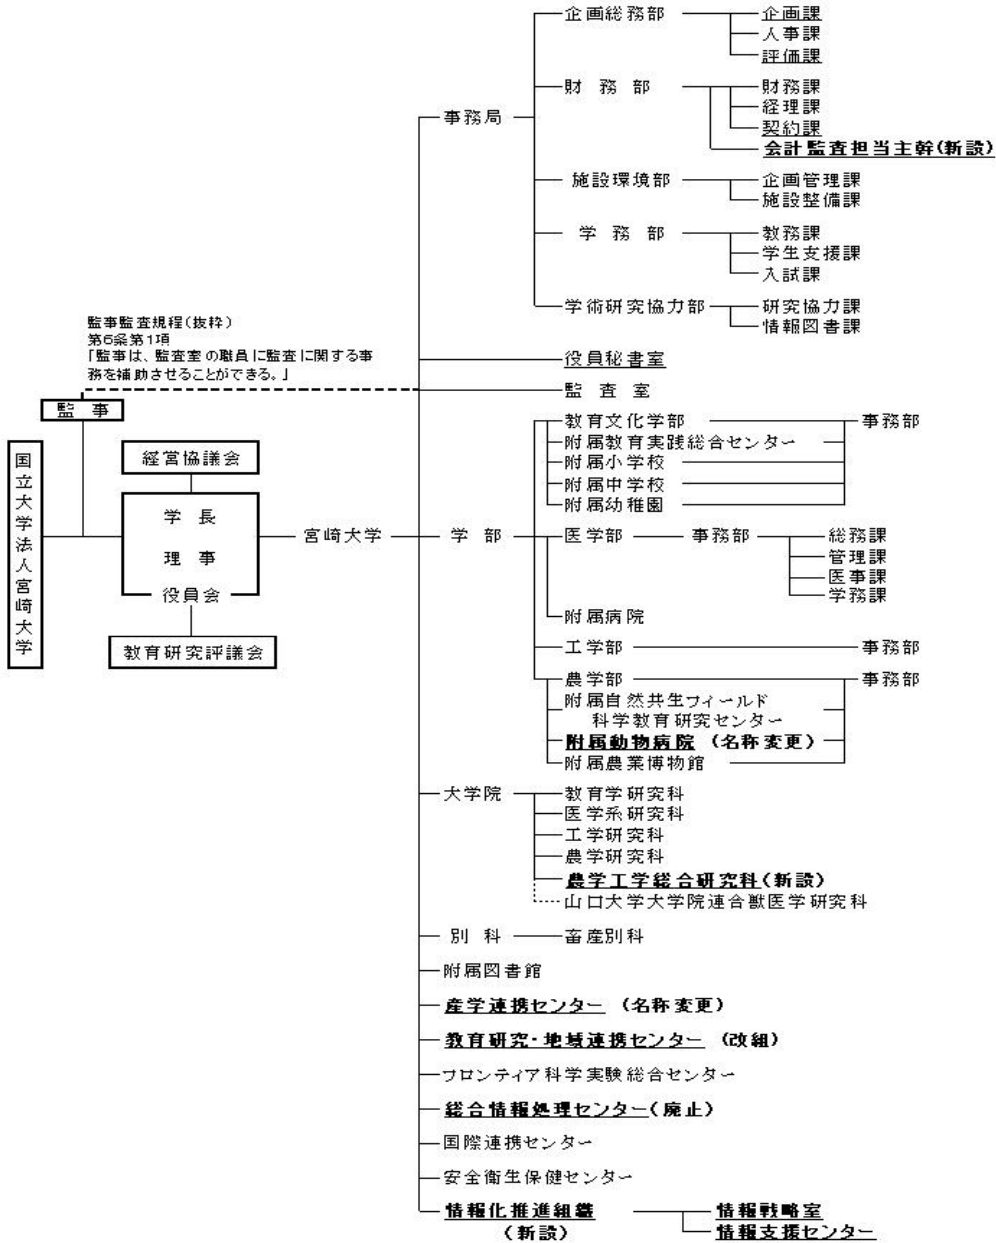 企画総務部 企画課
人事課
評価課
財務部 財務課
経理課
契約課
会計監査担当主幹(新設)
事務局
施設環境部 企画管理課
施設整備課
学務部 教務課
学生支援課
入試課
学術研究協力部 研究協力課
情報図書課
監事監査規程(抜粋)
第6条第1項
「監事は、監査室の職員に監査に関する事
務を補助させることができる。」
役員秘書室
監査室
監事
国立大学法人宮崎大学
経営協議会
学長
理事
役員会
教育研究評議会
宮崎大学
学部
教育文化学部 事務部
附属教育実践総合センター
附属小学校
附属中学校
附属幼稚園
医学部 事務部 総務課
管理課
医事課
学務課
附属病院
工学部 事務部
農学部 事務部
附属自然共生フィールド
科学教育研究センター
附属動物病院 (名称変更)
附属農業博物館
大学院 教育学研究科
医学系研究科
工学研究科
農学研究科
農学工学総合研究科(新設)
山口大学大学院連合獣医学研究科
別科 畜産別科
附属図書館
産学連携センター (名称変更)
教育研究・地域連携センター (改組)
フロンティア科学実験総合センター
総合情報処理センター(廃止)
国際連携センター
安全衛生保健センター
情報化推進組織 情報戦略室
(新設) 情報支援センター